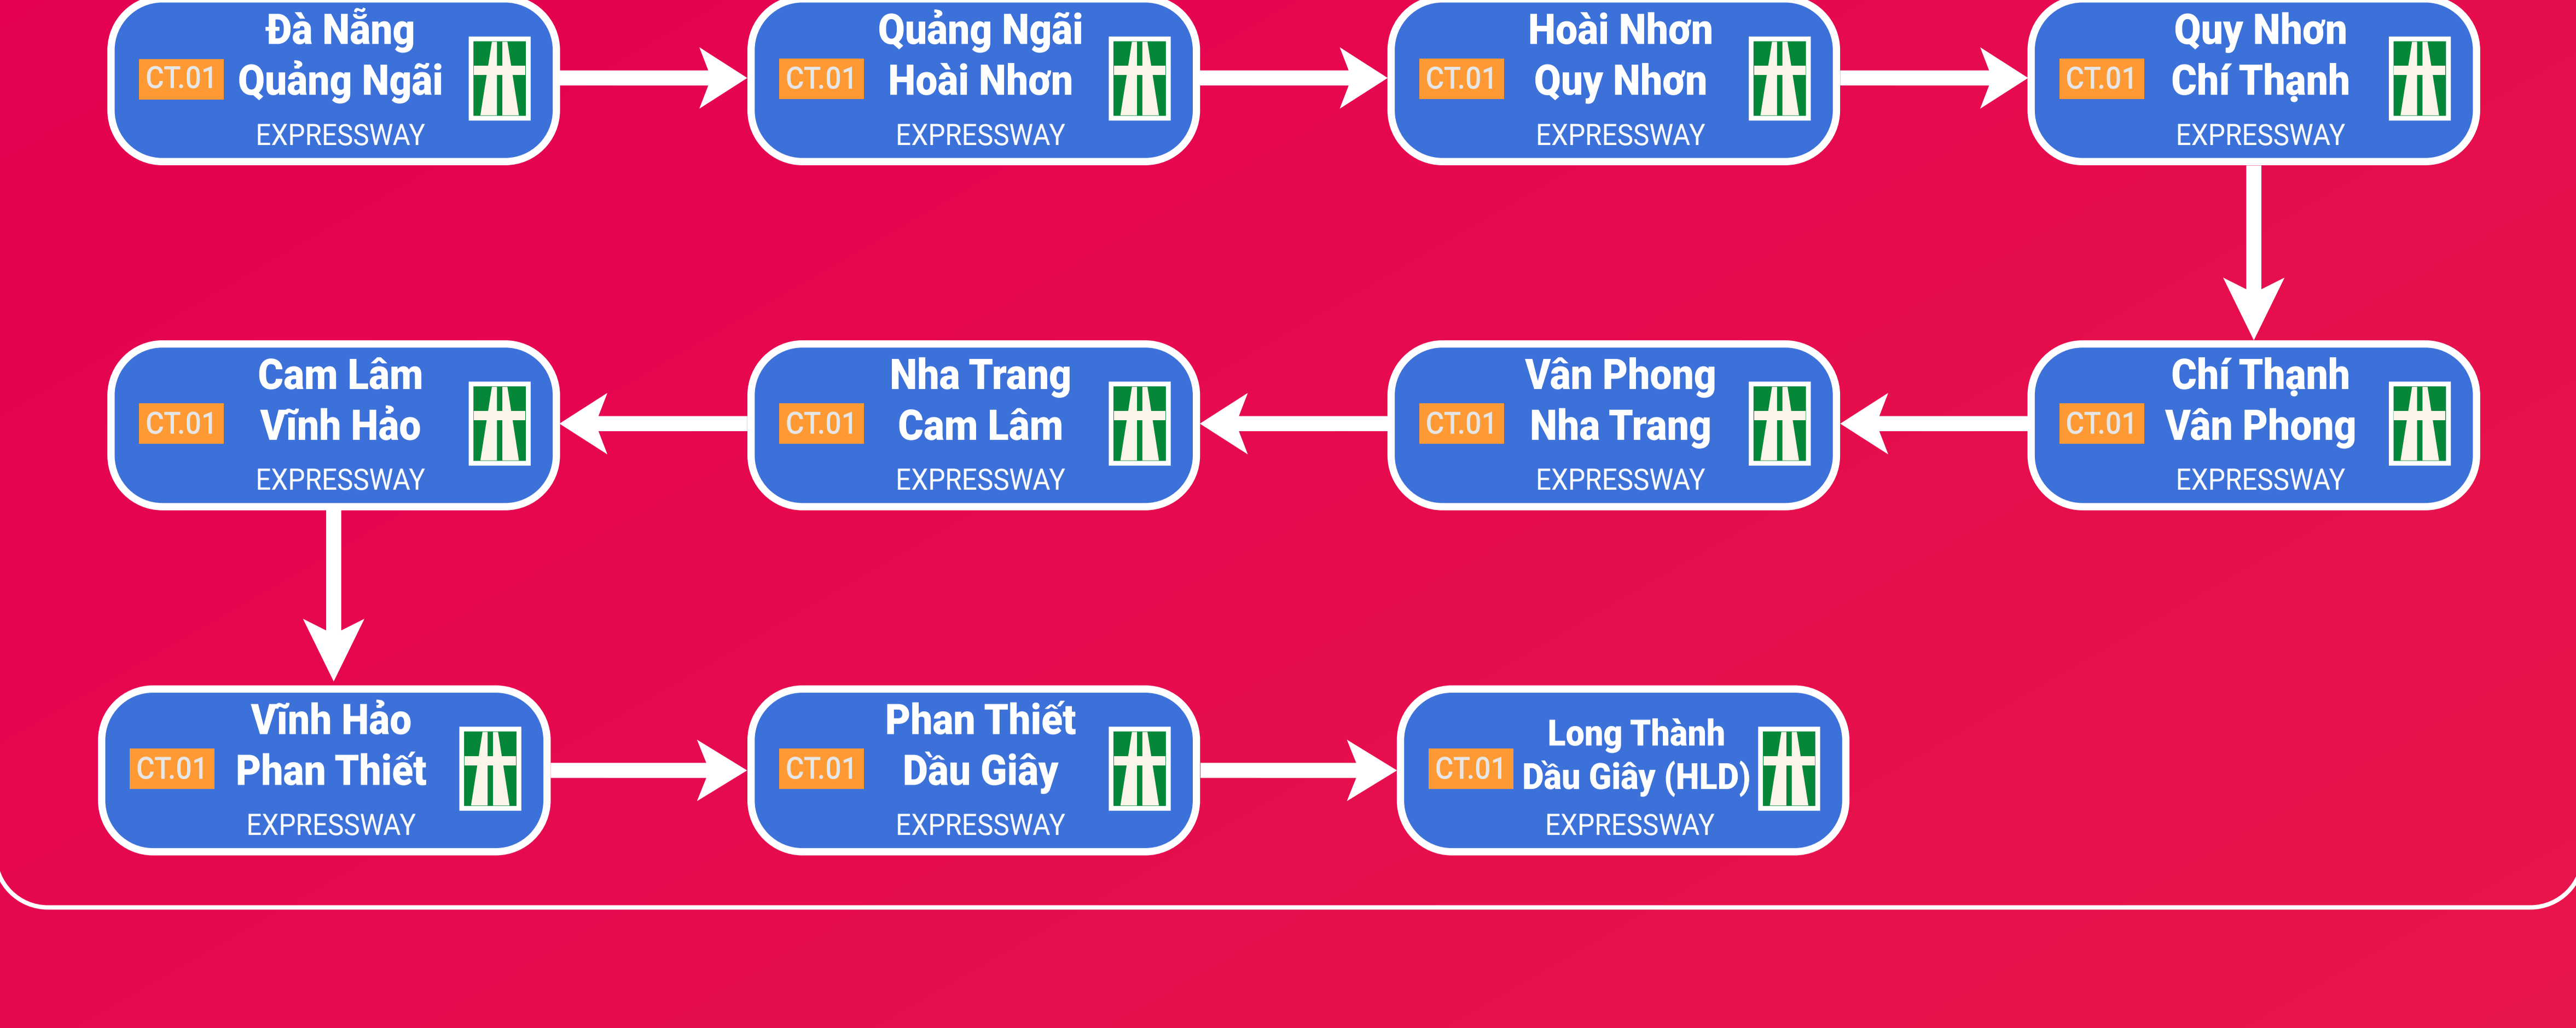 Đà Nẵng
CT.01 Quảng Ngãi
EXPRESSWAY
Quảng Ngãi
CT.01 Hoài Nhơn
EXPRESSWAY
Hoài Nhơn
CT.01 Quy Nhơn
EXPRESSWAY
Quy Nhơn
CT.01 Chí Thạnh
EXPRESSWAY
Chí Thạnh
CT.01 Vân Phong
EXPRESSWAY
Vân Phong
CT.01 Nha Trang
EXPRESSWAY
Nha Trang
CT.01 Cam Lâm
EXPRESSWAY
Cam Lâm
CT.01 Vĩnh Hảo
EXPRESSWAY
Vĩnh Hảo
CT.01 Phan Thiết
EXPRESSWAY
Phan Thiết
CT.01 Dầu Giây
EXPRESSWAY
Long Thành
CT.01 Dầu Giây (HLD)
EXPRESSWAY